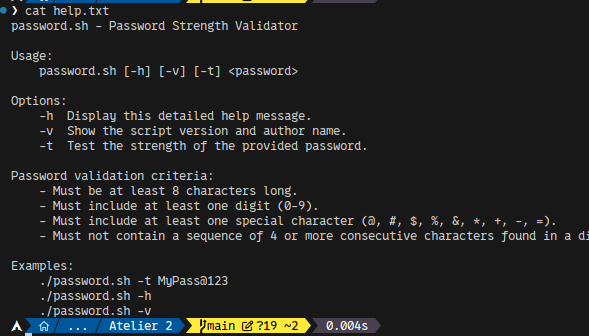 ❯ cat help.txt
password.sh – Password Strength Validator
Usage:
password.sh [-h] [-v] [-t] <password>
Options:
-h Display this detailed help message.
-v Show the script version and author name.
-t Test the strength of the provided password.
Password validation criteria:
- Must be at least 8 characters long.
- Must include at least one digit (0-9).
- Must include at least one special character (@, #, $, %, &, *, +, -, =).
- Must not contain a sequence of 4 or more consecutive characters found in a di
Examples:
./password.sh -t MyPass@123
./password.sh -h
./password.sh -v
... Atelier 2 main ?19 ~2 0.004s